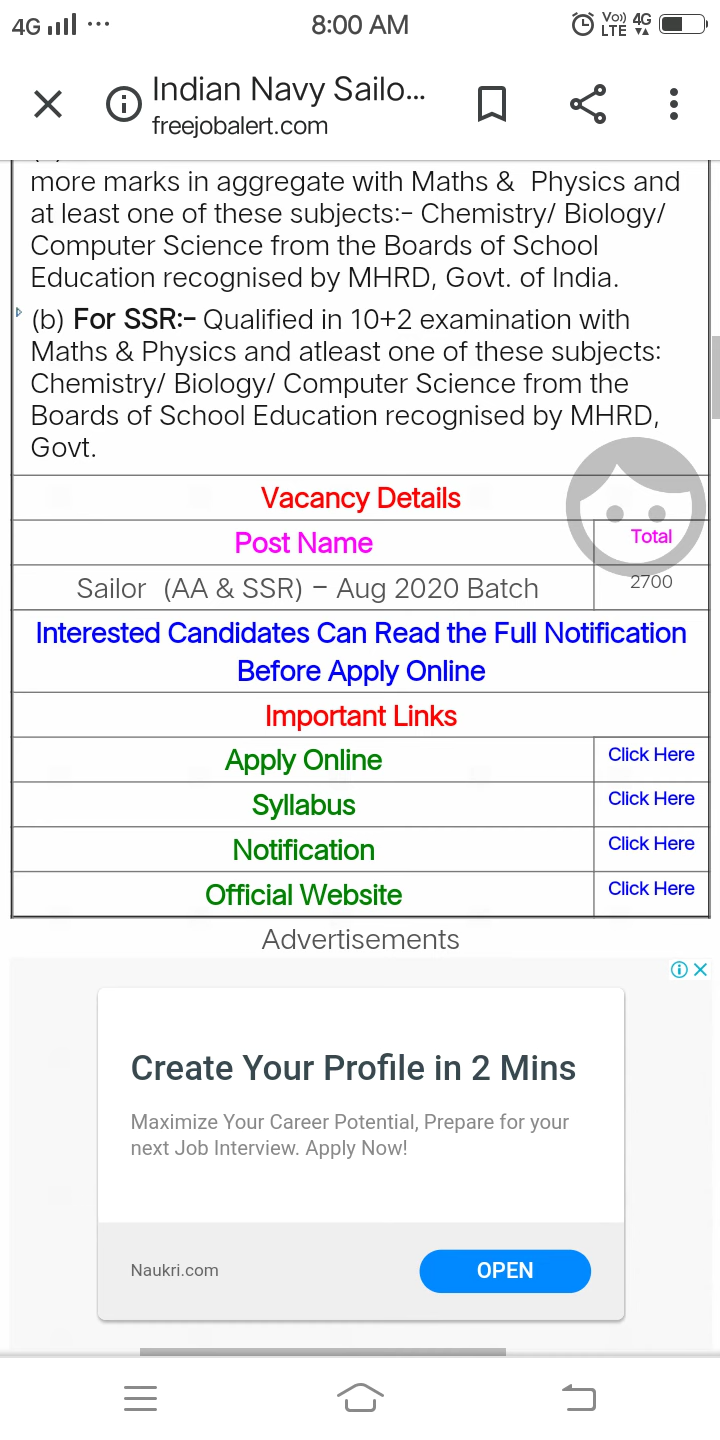 4G ... 8:00 AM Vo)) LTE 4G
Indian Navy Sailo...
freejobalert.com
more marks in aggregate with Maths & Physics and
at least one of these subjects:- Chemistry/ Biology/
Computer Science from the Boards of School
Education recognised by MHRD, Govt. of India.
(b) For SSR:- Qualified in 10+2 examination with
Maths & Physics and atleast one of these subjects:
Chemistry/ Biology/ Computer Science from the
Boards of School Education recognised by MHRD,
Govt.
Vacancy Details
Post Name Total
Sailor (AA & SSR) – Aug 2020 Batch 2700
Interested Candidates Can Read the Full Notification
Before Apply Online
Important Links
Apply Online Click Here
Syllabus Click Here
Notification Click Here
Official Website Click Here
Advertisements
Create Your Profile in 2 Mins
Maximize Your Career Potential, Prepare for your
next Job Interview. Apply Now!
Naukri.com OPEN